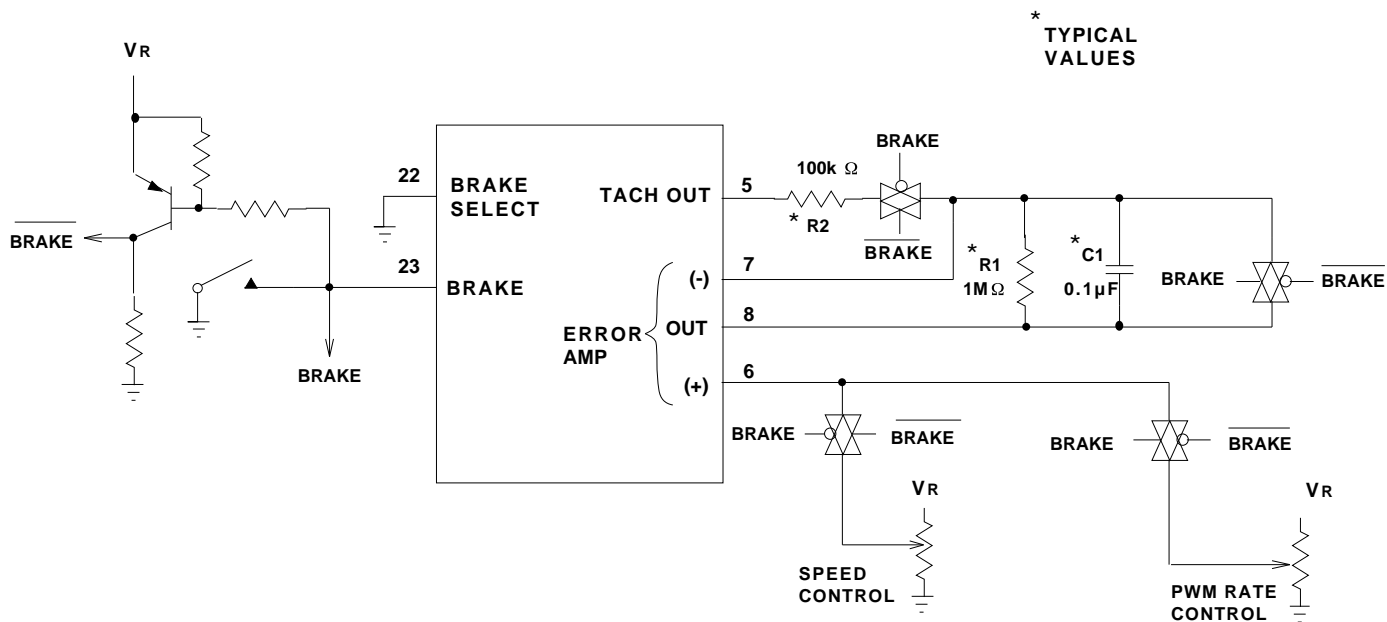 *TYPICAL
VALUES
VR
BRAKE
22
BRAKE
SELECT
TACH OUT
5
100k Ω
* R2
BRAKE
BRAKE
23
BRAKE
BRAKE
(-)
7
ERROR
AMP
OUT
8
(+)
6
* R1
1MΩ
* C1
0.1µF
BRAKE
BRAKE
BRAKE
BRAKE
BRAKE
BRAKE
VR
SPEED
CONTROL
VR
PWM RATE
CONTROL